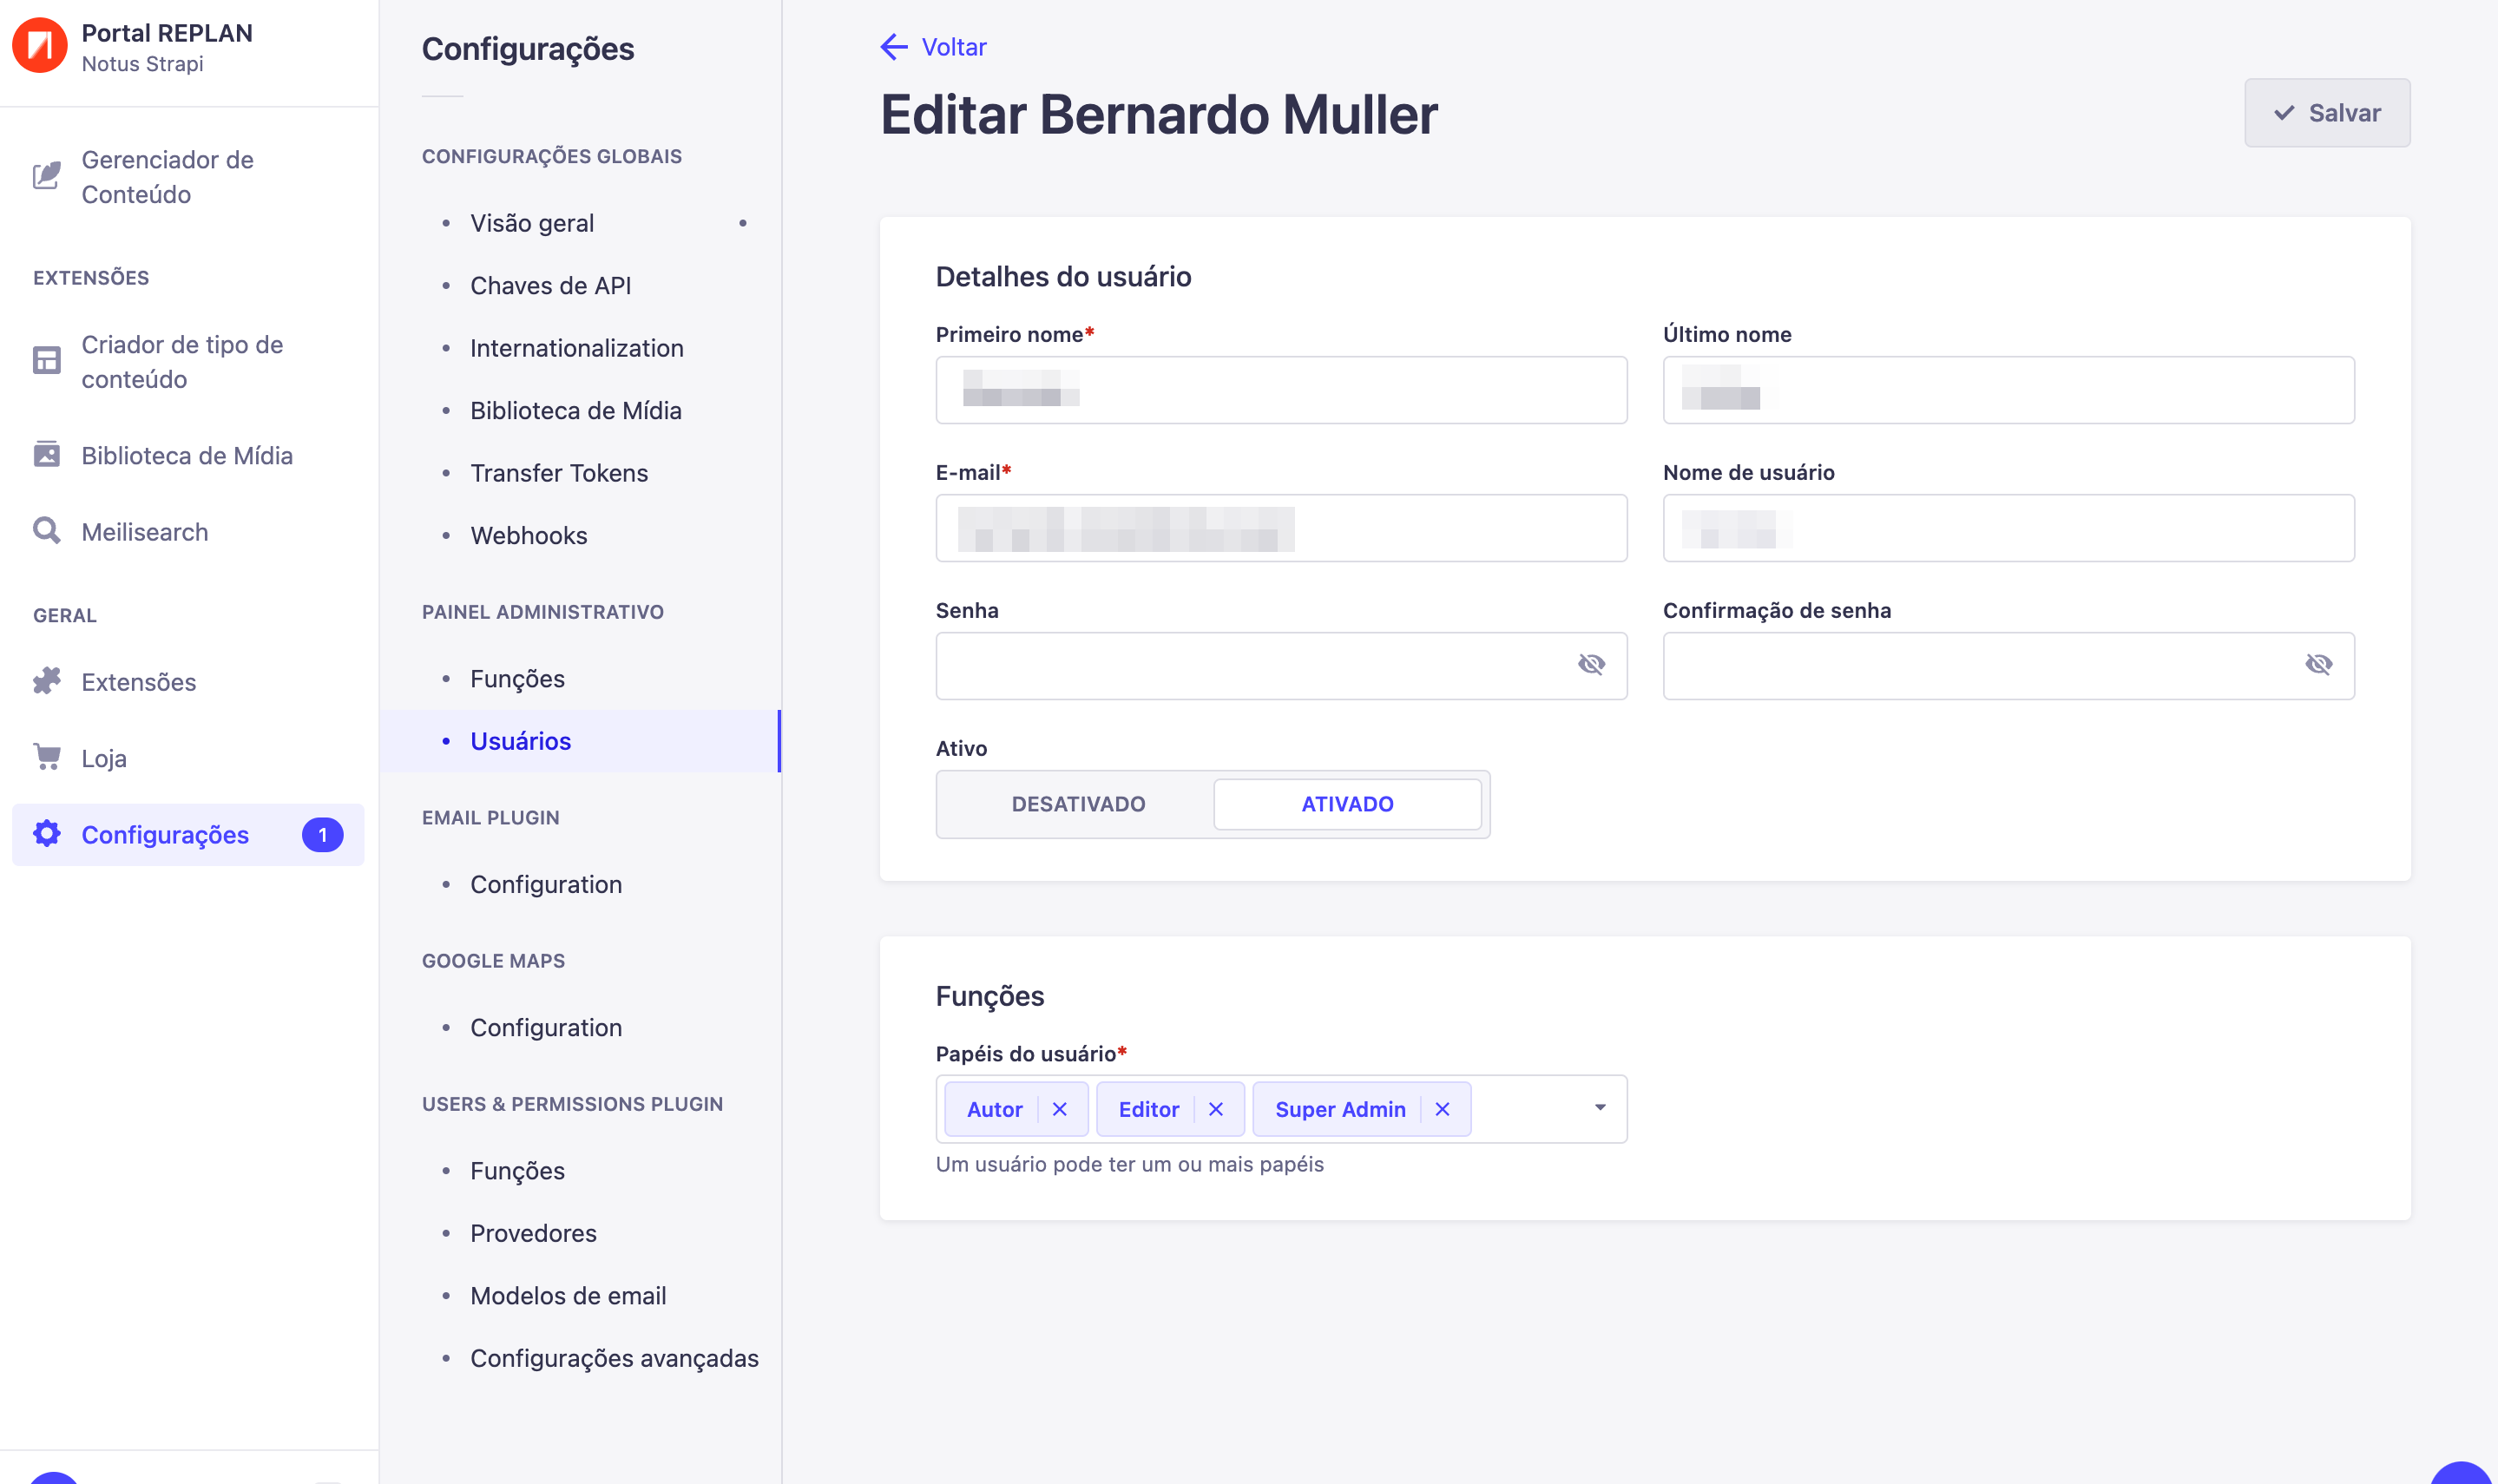 Portal REPLAN
Notus Strapi
Gerenciador de
Conteúdo
EXTENSÕES
Criador de tipo de
conteúdo
Biblioteca de Mídia
Meilisearch
GERAL
Extensões
Loja
Configurações 1
Configurações
CONFIGURAÇÕES GLOBAIS
Visão geral
Chaves de API
Internationalization
Biblioteca de Mídia
Transfer Tokens
Webhooks
PAINEL ADMINISTRATIVO
Funções
Usuários
EMAIL PLUGIN
Configuration
GOOGLE MAPS
Configuration
USERS & PERMISSIONS PLUGIN
Funções
Provedores
Modelos de email
Configurações avançadas
Voltar
Editar Bernardo Muller
Salvar
Detalhes do usuário
Primeiro nome* Último nome
E-mail* Nome de usuário
Senha Confirmação de senha
Ativo
DESATIVADO ATIVADO
Funções
Papéis do usuário*
Autor Editor Super Admin
Um usuário pode ter um ou mais papéis